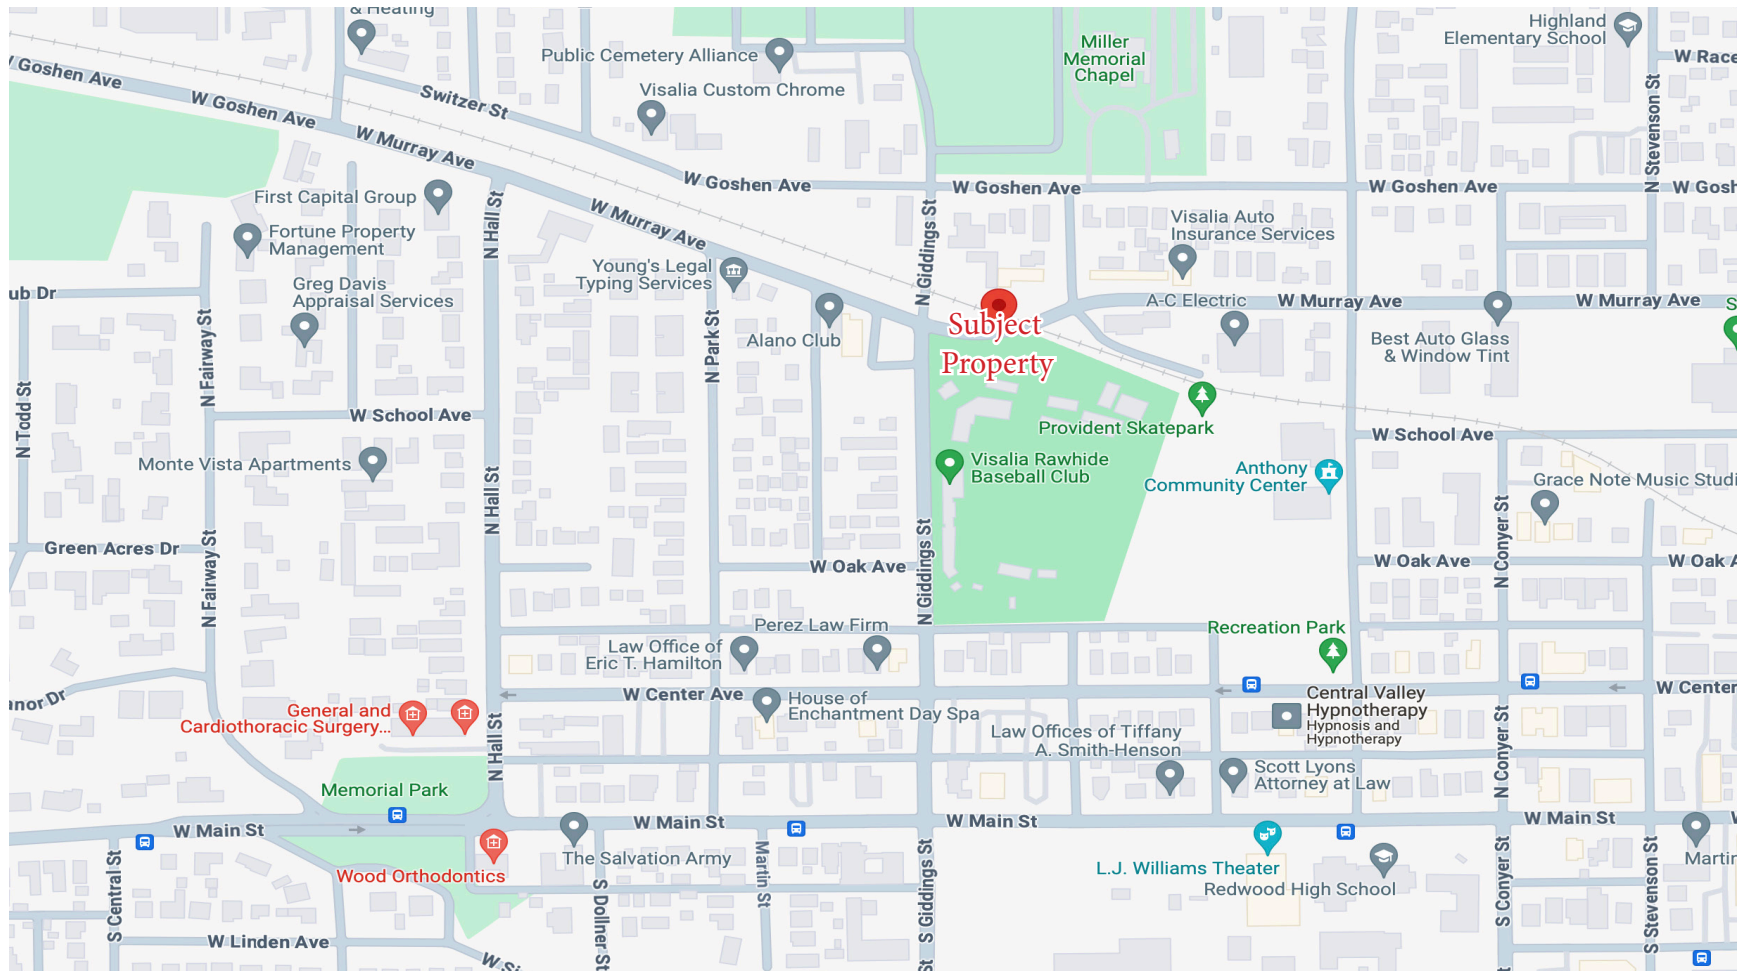 & Heating
Highland
Elementary School
Miller
Memorial
Chapel
Public Cemetery Alliance
W Race
W Goshen Ave
Switzer St
Visalia Custom Chrome
N Stevenson St
W Goshen Ave
W Murray Ave
W Goshen Ave
W Goshen Ave
W Goshen Ave
W Gosh
First Capital Group
N Hall St
W Murray Ave
N Giddings St
Visalia Auto
Insurance Services
Fortune Property
Management
Young's Legal
Typing Services
Greg Davis
Appraisal Services
ub Dr
A-C Electric
W Murray Ave
W Murray Ave
S
N Fairway St
Alano Club
Subject
Property
Best Auto Glass
& Window Tint
N Park St
N Todd St
W School Ave
Provident Skatepark
W School Ave
Monte Vista Apartments
Visalia Rawhide
Baseball Club
Anthony
Community Center
Grace Note Music Studi
N Hall St
N Conyer St
Green Acres Dr
N Fairway St
W Oak Ave
N Giddings St
W Oak Ave
W Oak A
Perez Law Firm
Recreation Park
Law Office of
Eric T. Hamilton
W Center Ave
W Center
anor Dr
House of
Enchantment Day Spa
Central Valley
Hypnotherapy
Hypnosis and
Hypnotherapy
General and
Cardiothoracic Surgery...
N Hall St
Law Offices of Tiffany
A. Smith-Henson
N Conyer St
Scott Lyons
Attorney at Law
Memorial Park
W Main St
W Main St
W Main St
W Main St
The Salvation Army
Martin St
L.J. Williams Theater
Redwood High School
Martin
Wood Orthodontics
S Central St
S Dollner St
S Giddings St
S Conyer St
S Stevenson St
W Linden Ave
St